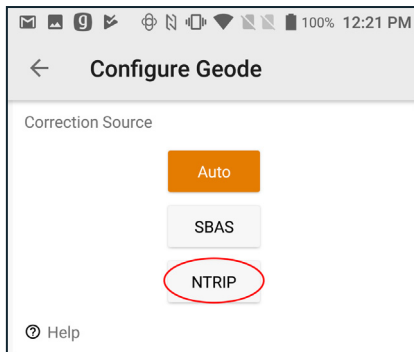 100% 12:21 PM
Configure Geode
Correction Source
Auto
SBAS
NTRIP
Help